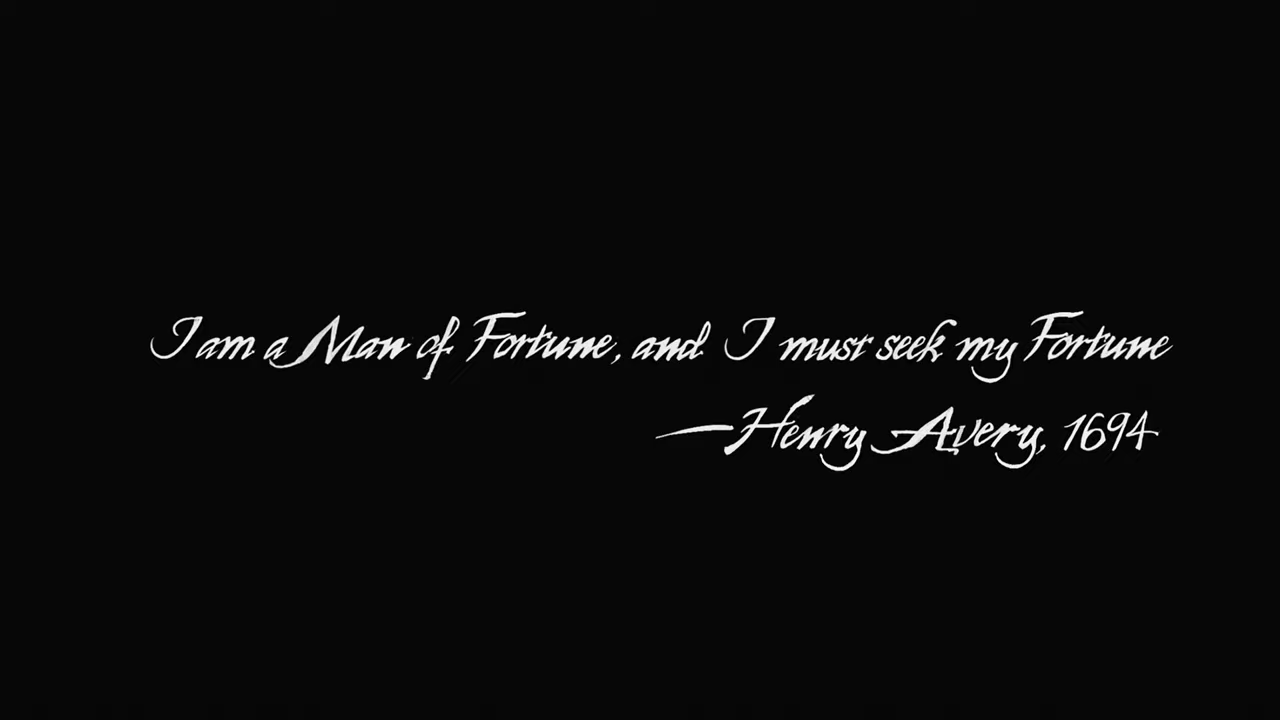 I am a Man of Fortune, and I must seek my Fortune
—Henry Avery, 1694